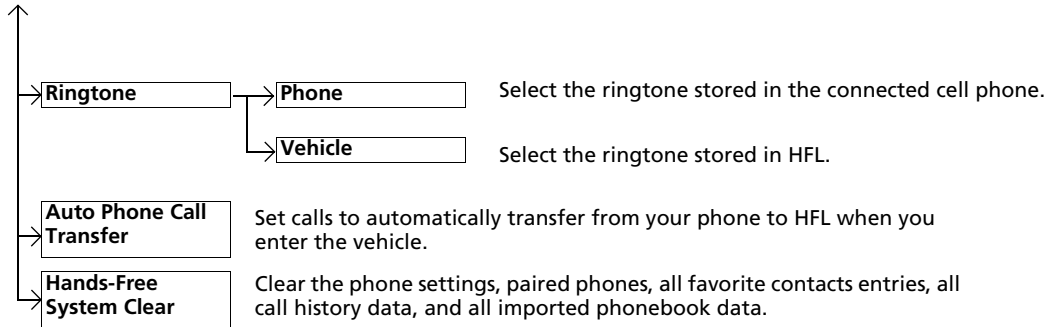 Ringtone
Phone
Select the ringtone stored in the connected cell phone.
Vehicle
Select the ringtone stored in HFL.
Auto Phone Call
Transfer
Set calls to automatically transfer from your phone to HFL when you
enter the vehicle.
Hands-Free
System Clear
Clear the phone settings, paired phones, all favorite contacts entries, all
call history data, and all imported phonebook data.